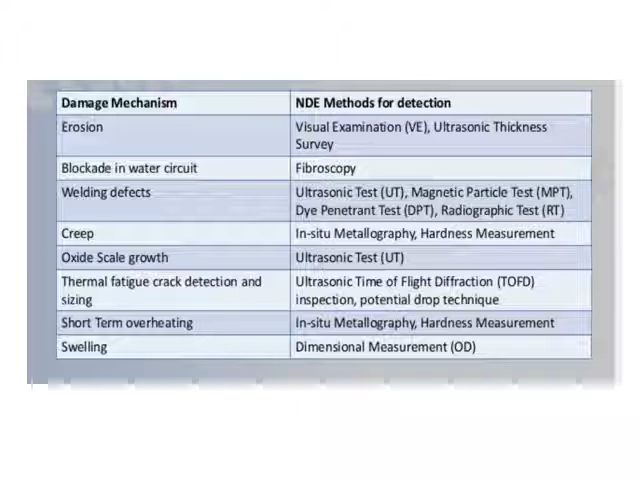 Damage Mechanism NDE Methods for detection
Erosion Visual Examination (VE), Ultrasonic Thickness
Survey
Blockade in water circuit Fibroscopy
Welding defects Ultrasonic Test (UT), Magnetic Particle Test (MPT),
Dye Penetrant Test (DPT), Radiographic Test (RT)
Creep In-situ Metallography, Hardness Measurement
Oxide Scale growth Ultrasonic Test (UT)
Thermal fatigue crack detection and Ultrasonic Time of Flight Diffraction (TOFD)
sizing inspection, potential drop technique
Short Term overheating In-situ Metallography, Hardness Measurement
Swelling Dimensional Measurement (OD)